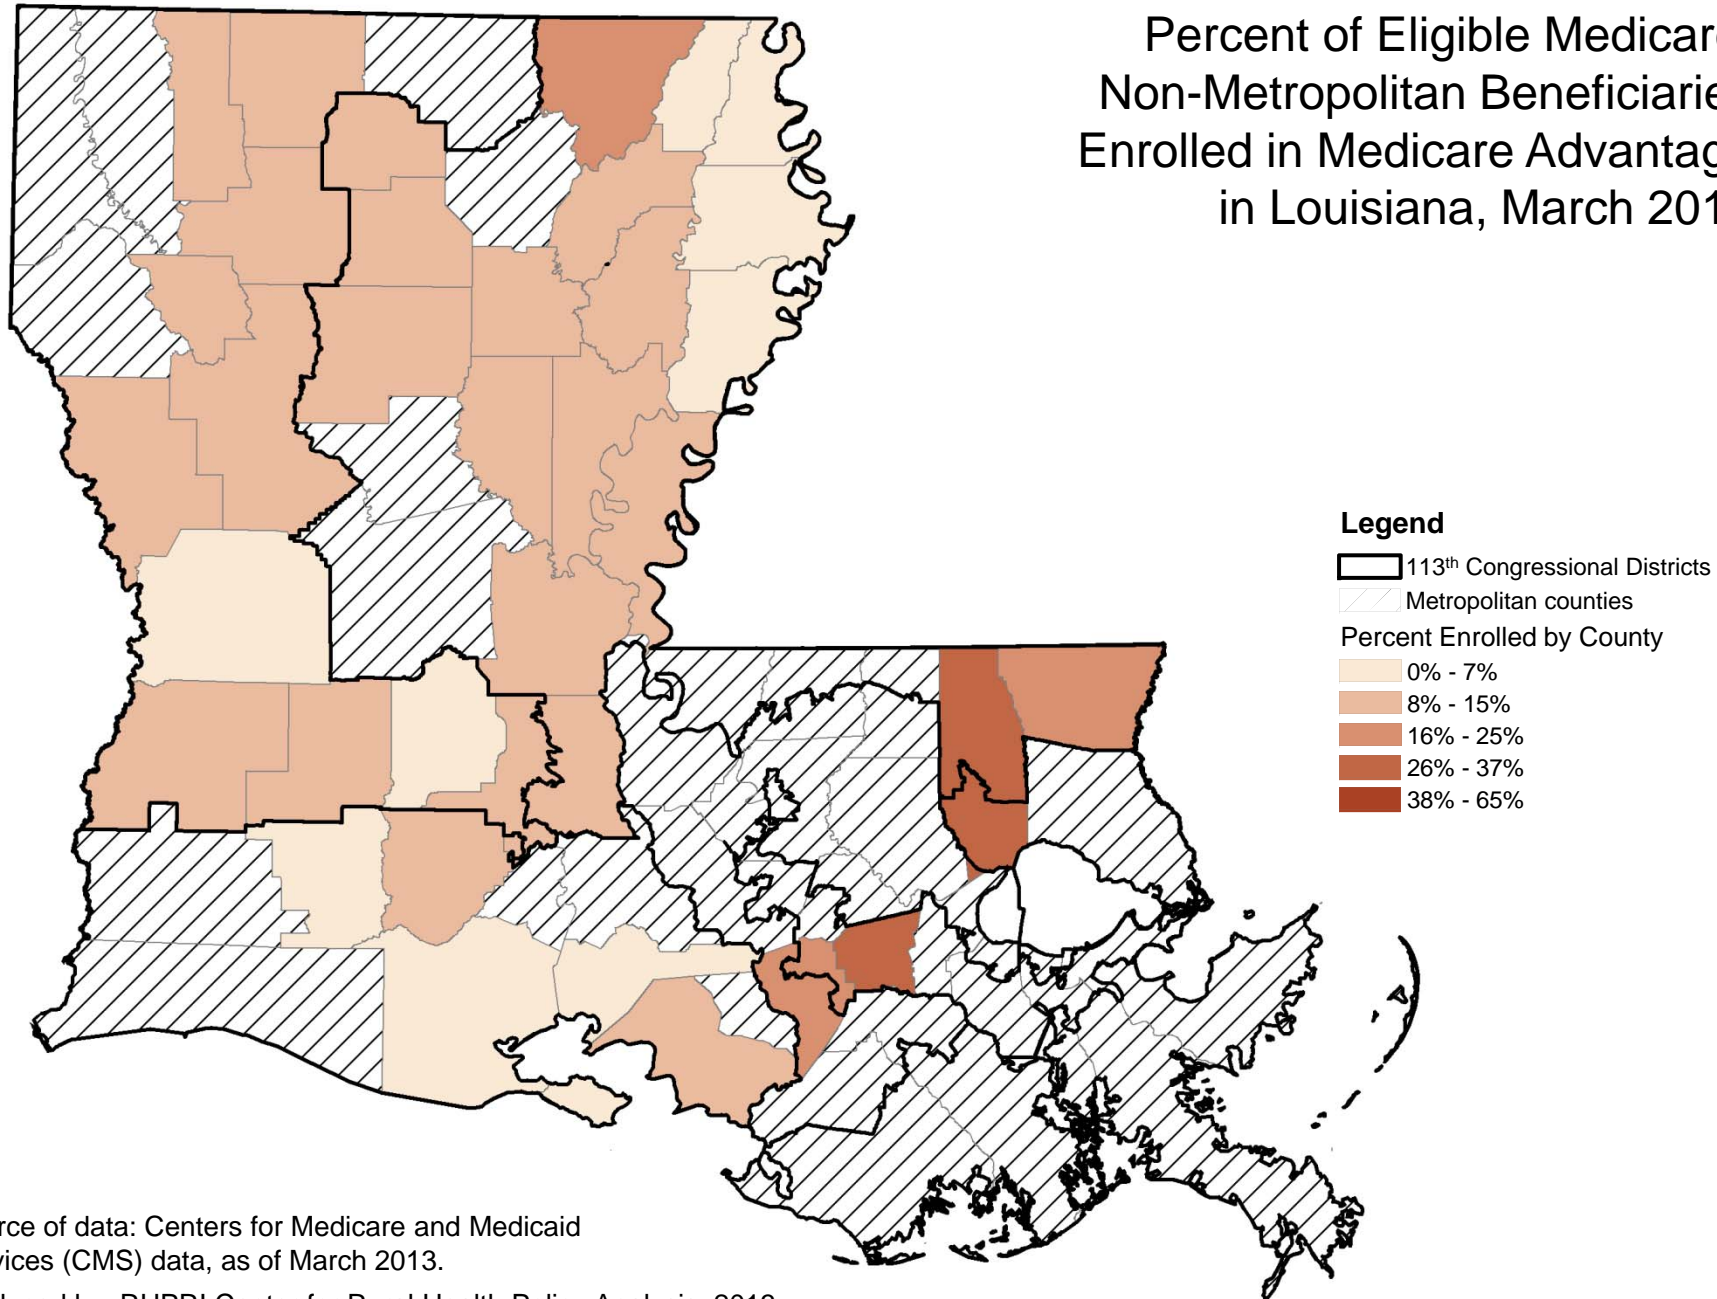 Percent of Eligible Medicare
Non-Metropolitan Beneficiarie
Enrolled in Medicare Advantag
in Louisiana, March 201
Legend
113th Congressional Districts
Metropolitan counties
Percent Enrolled by County
0% - 7%
8% - 15%
16% - 25%
26% - 37%
38% - 65%
rce of data: Centers for Medicare and Medicaid
vices (CMS) data, as of March 2013.